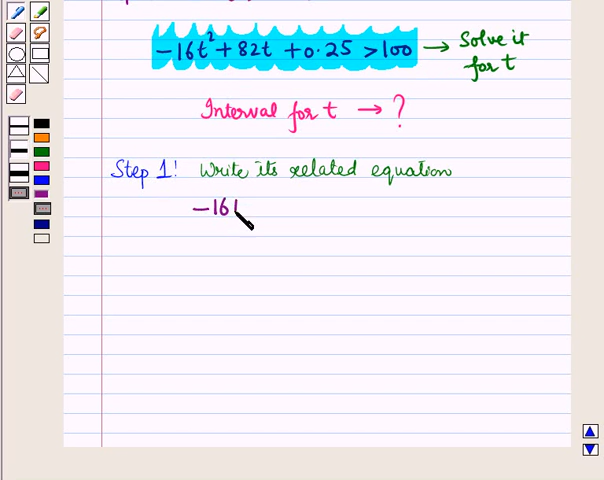 -16t² + 82t + 0.25 > 100 → Solve it
for t
Interval for t → ?
Step 1! Write its related equation
-16